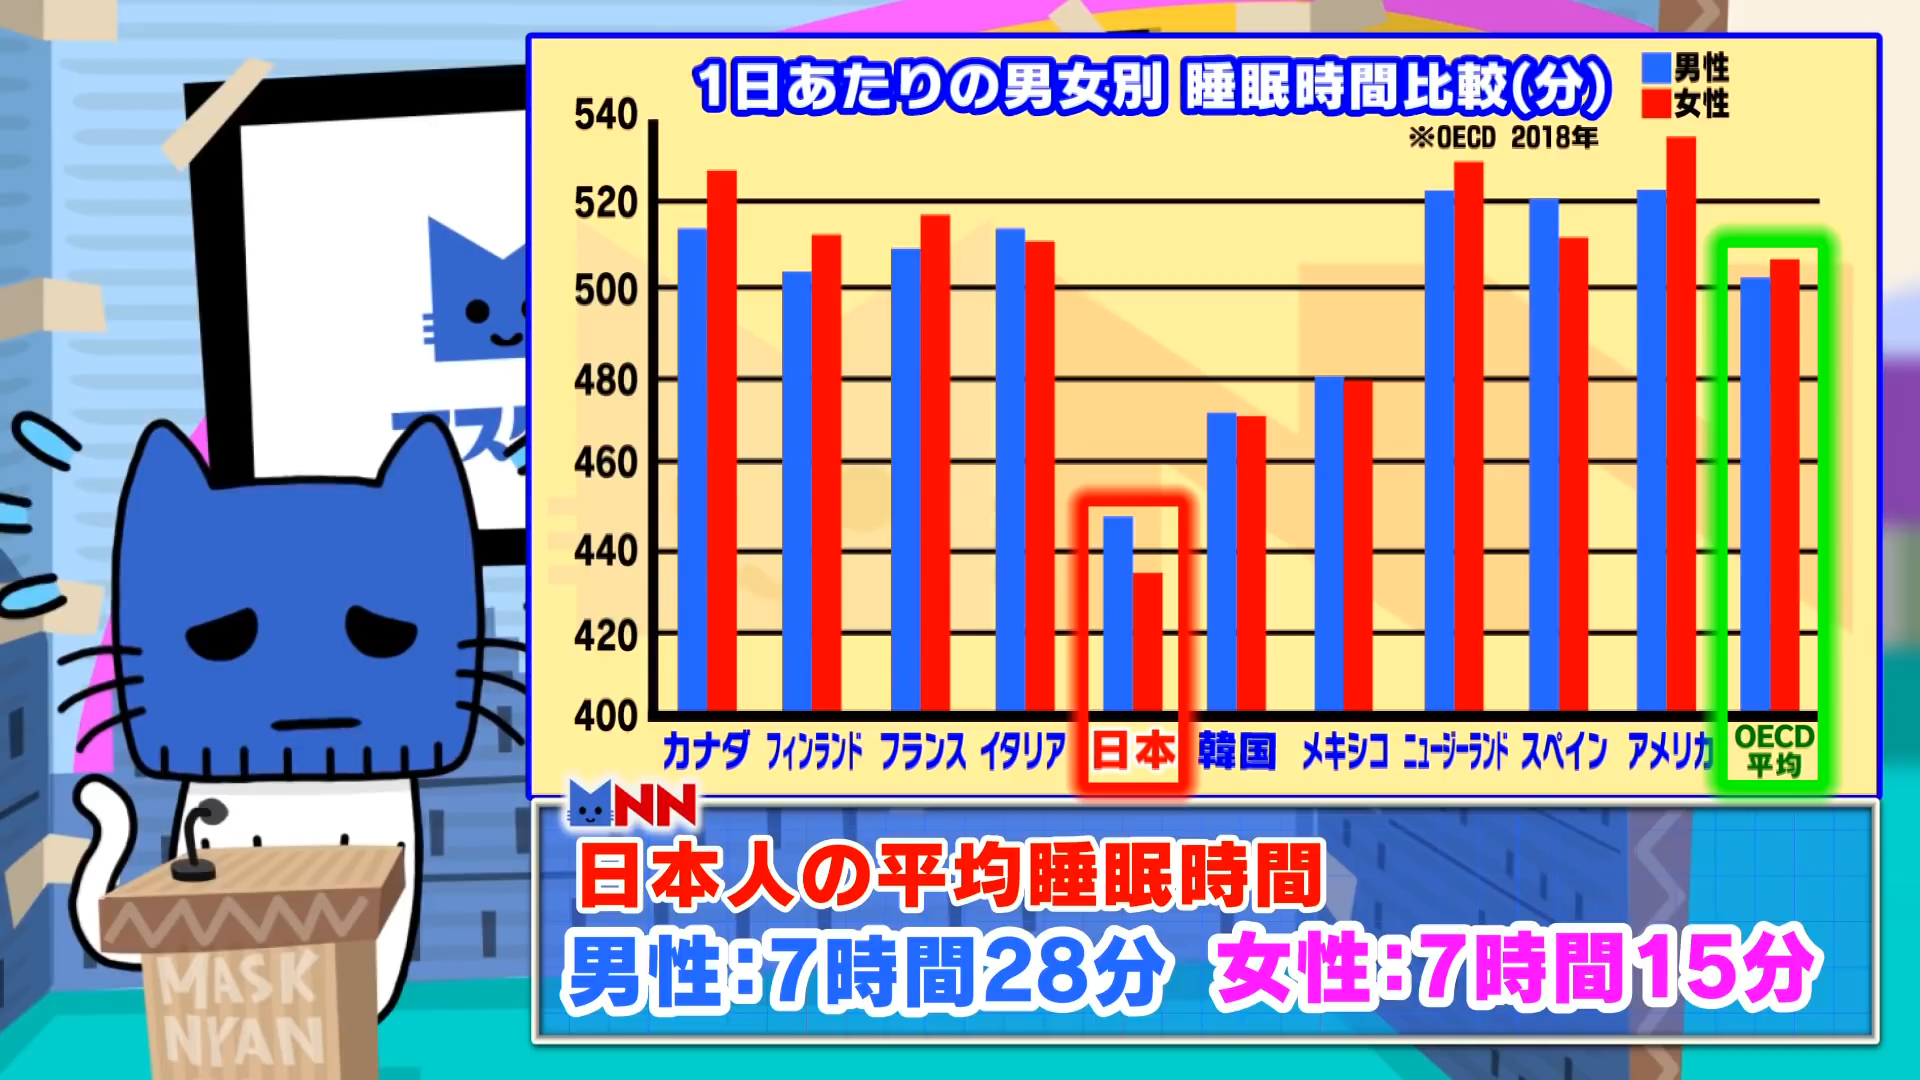 1日あたりの男女別 睡眠時間比較(分)
男性
女性
※OECD 2018年
540
520
500
480
460
440
420
400
カナダ フィンランド フランス イタリア 日本 韓国 メキシコ ニュージーランド スペイン アメリカ OECD平均
NN
日本人の平均睡眠時間
男性:7時間28分 女性:7時間15分
MASK
NYAN